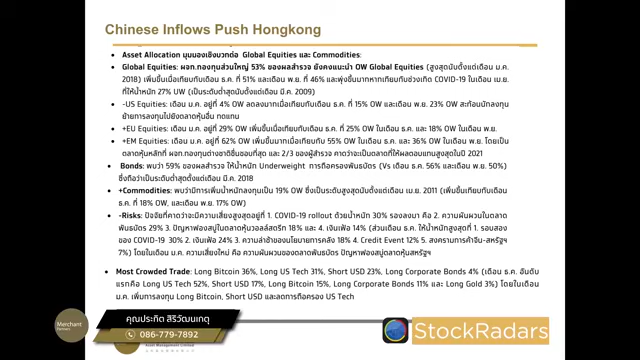 Chinese Inflows Push Hongkong
Asset Allocation มุมมองเชิงบวกต่อ Global Equities และ Commodities:
Global Equities: ผจก.กองทุนส่วนใหญ่ 53% ของผลสำรวจ ยังคงแนะนำ OW Global Equities (สูงสุดนับตั้งแต่เดือน ม.ค.
2018) เพิ่มขึ้นเมื่อเทียบกับเดือน ธ.ค. ที่ 51% และเดือน พ.ย. ที่ 46% และพุ่งขึ้นมากหากเทียบกับช่วงเกิด COVID-19 ในเดือน เม.ย.
ที่ให้น้ำหนัก 27% UW (เป็นระดับต่ำสุดนับตั้งแต่เดือน มี.ค. 2009)
-US Equities: เดือน ม.ค. อยู่ที่ 4% OW ลดลงมากเมื่อเทียบกับเดือน ธ.ค. ที่ 15% OW และเดือน พ.ย. 23% OW สะท้อนนักลงทุน
ย้ายการลงทุนไปยังตลาดหุ้นอื่น ทดแทน
+EU Equities: เดือน ม.ค. อยู่ที่ 29% OW เพิ่มขึ้นเมื่อเทียบกับเดือน ธ.ค. ที่ 25% OW ในเดือน ธ.ค. และ 18% OW ในเดือน พ.ย.
+EM Equities: เดือน ม.ค. อยู่ที่ 62% OW เพิ่มขึ้นมากเมื่อเทียบกับ 55% OW ในเดือน ธ.ค. และ 36% OW ในเดือน พ.ย. โดยเป็น
ตลาดหุ้นหลักที่ ผจก.กองทุนต่างชาติชื่นชอบที่สุด และ 2/3 ของผู้สำรวจ คาดว่าจะเป็นตลาดที่ให้ผลตอบแทนสูงสุดในปี 2021
Bonds: พบว่า 59% ของผลสำรวจ ให้น้ำหนัก Underweight การถือครองพันธบัตร (Vs เดือน ธ.ค. 56% และเดือน พ.ย. 50%)
ซึ่งถือว่าเป็นระดับต่ำสุดตั้งแต่เดือน มี.ค. 2018
+Commodities: พบว่ามีการเพิ่มน้ำหนักลงทุนเป็น 19% OW ซึ่งเป็นระดับสูงสุดนับตั้งแต่เดือน เม.ย. 2011 (เพิ่มขึ้นเทียบกับเดือน
ธ.ค. ที่ 18% OW, และเดือน พ.ย. 17% OW)
-Risks: ปัจจัยที่คาดว่าจะมีความเสี่ยงสูงสุดอยู่ที่ 1. COVID-19 rollout ด้วยน้ำหนัก 30% รองลงมา คือ 2. ความผันผวนในตลาด
พันธบัตร 29% 3. ปัญหาฟองสบู่ในตลาดหุ้นวอลล์สตรีท 18% และ 4. เงินเฟ้อ 14% (ส่วนเดือน ธ.ค. ให้น้ำหนักสูงสุดที่ 1. รอบสอง
ของ COVID-19 30% 2. เงินเฟ้อ 24% 3. ความล่าช้าของนโยบายการคลัง 18% 4. Credit Event 12% 5. สงครามการค้าจีน-สหรัฐฯ
7%) โดยในเดือน ม.ค. ความเสี่ยงใหม่ คือ ความผันผวนของตลาดพันธบัตร ปัญหาฟองสบู่ตลาดหุ้นสหรัฐฯ
Most Crowded Trade: Long Bitcoin 36%, Long US Tech 31%, Short USD 23%, Long Corporate Bonds 4% (เดือน ธ.ค. อันดับ
แรกคือ Long US Tech 52%, Short USD 17%, Long Bitcoin 15%, Long Corporate Bonds 11% และ Long Gold 3%) โดยในเดือน
ม.ค. เพิ่มการลงทุน Long Bitcoin, Short USD และลดการถือครอง US Tech
Merchant
Partners
คุณประกิต สิริวัฒนเกตุ
086-779-7892
Asset Management Limited
StockRadars